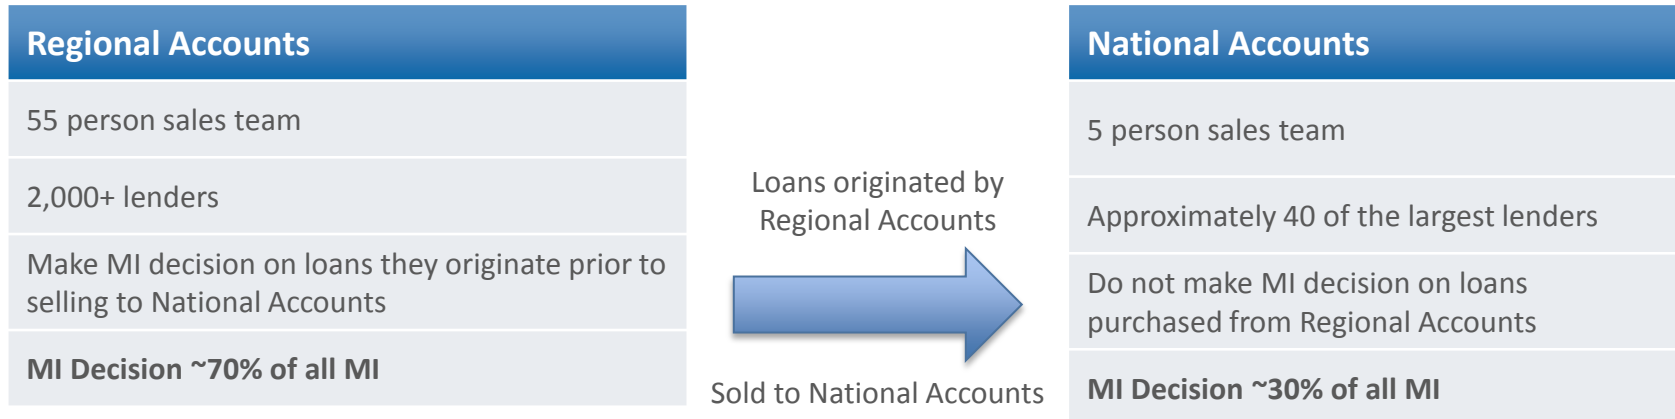 Regional Accounts
55 person sales team
2,000+ lenders
Make MI decision on loans they originate prior to
selling to National Accounts
MI Decision ~70% of all MI
Loans originated by
Regional Accounts
Sold to National Accounts
National Accounts
5 person sales team
Approximately 40 of the largest lenders
Do not make MI decision on loans
purchased from Regional Accounts
MI Decision ~30% of all MI